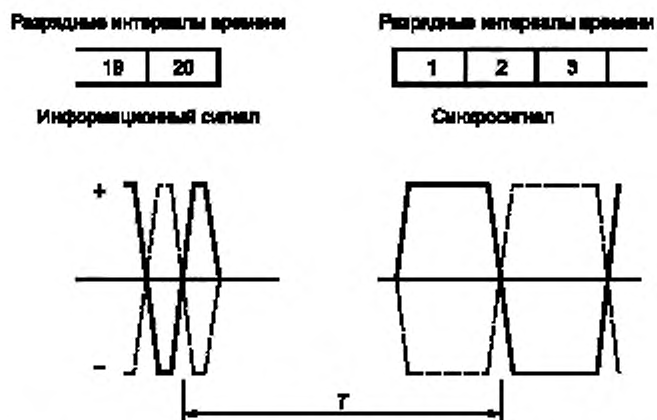 Разрядные интервалы времени
Разрядные интервалы времени
19 20
1 2 3
Информационный сигнал
Синхросигнал
+
–
T